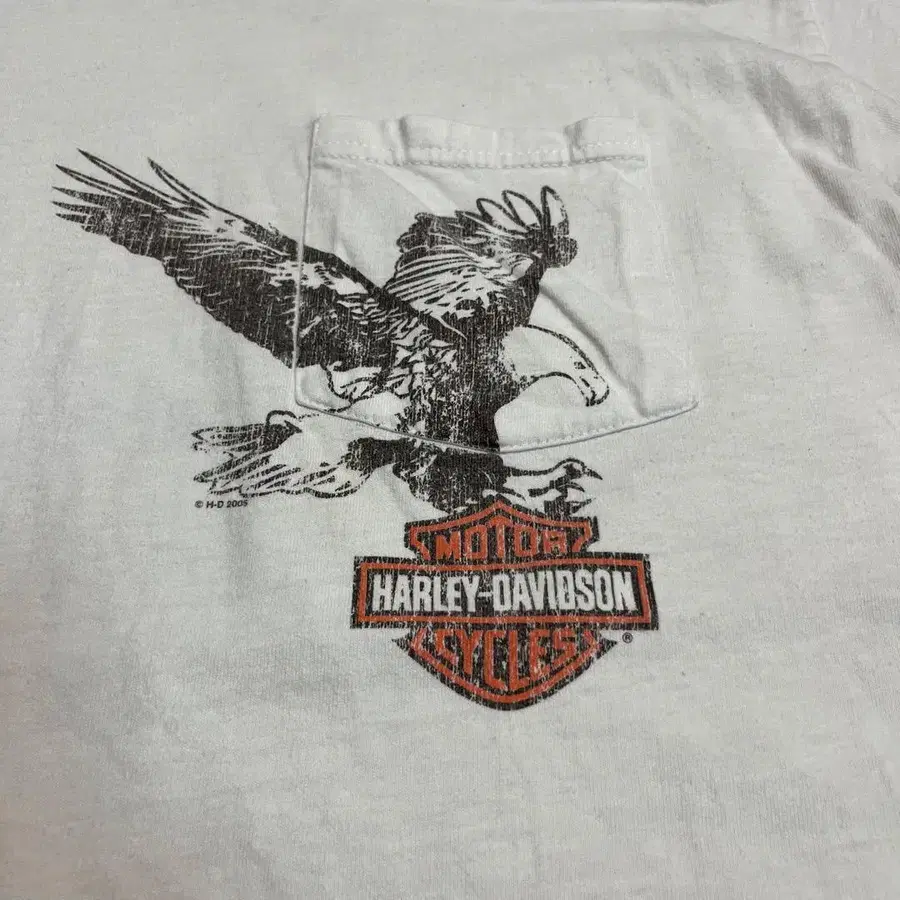 © H-D 2005
MOTOR
HARLEY-DAVIDSON
CYCLES
®